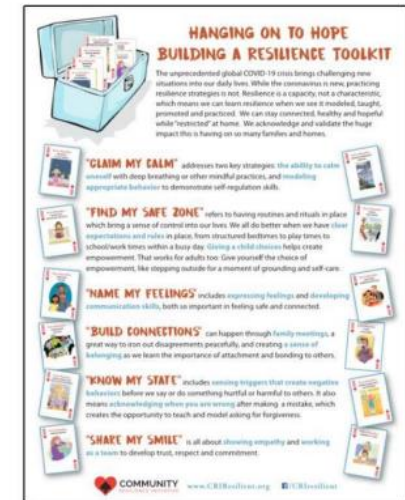 HANGING ON TO HOPE
BUILDING A RESILIENCE TOOLKIT
The unprecedented global COVID-19 crisis brings challenging new
situations into our daily lives. While the coronavirus is new, practicing
resilience strategies is not. Resilience is a capacity, not a characteristic,
which means we can learn resilience when we see it modeled, taught,
promoted and practiced. We can stay connected, healthy and hopeful
while "restricted" at home. We acknowledge and validate the huge
impact this is having on so many families and homes.
"CLAIM MY CALM" addresses two key strategies: the ability to calm
oneself with deep breathing or other mindful practices, and modeling
appropriate behavior to demonstrate self-regulation skills.
"FIND MY SAFE ZONE" refers to having routines and rituals in place
which bring a sense of control into our lives. We all do better when we have clear
expectations and rules in place, from structured bedtimes to play times to
school/work times within a busy day. Giving a child choices helps create
empowerment. That works for adults too: Give yourself the choice of
empowerment, like stepping outside for a moment of grounding and self-care.
"NAME MY FEELINGS" includes expressing feelings and developing
communication skills, both so important in feeling safe and connected.
"BUILD CONNECTIONS" can happen through family meetings, a
great way to iron out disagreements peacefully, and creating a sense of
belonging as we learn the importance of attachment and bonding to others.
"KNOW MY STATE" includes sensing triggers that create negative
behaviors before we say or do something hurtful or harmful to others. It also
means acknowledging when you are wrong after making a mistake, which
creates the opportunity to teach and model asking for forgiveness.
"SHARE MY SMILE" is all about showing empathy and working
as a team to develop trust, respect and commitment.
COMMUNITY
RESILIENCE INITIATIVE
www.CRIResilient.org
/CRIresilient